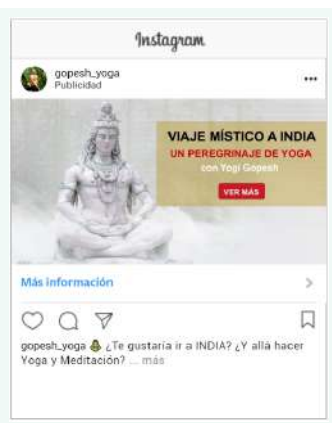 Instagram
gopesh_yoga
Publicidad
VIAJE MÍSTICO A INDIA
UN PEREGRINAJE DE YOGA
con Yogi Gopesh
VER MÁS
Más información
gopesh_yoga ¿Te gustaría ir a INDIA? ¿Y allá hacer
Yoga y Meditación? ... más